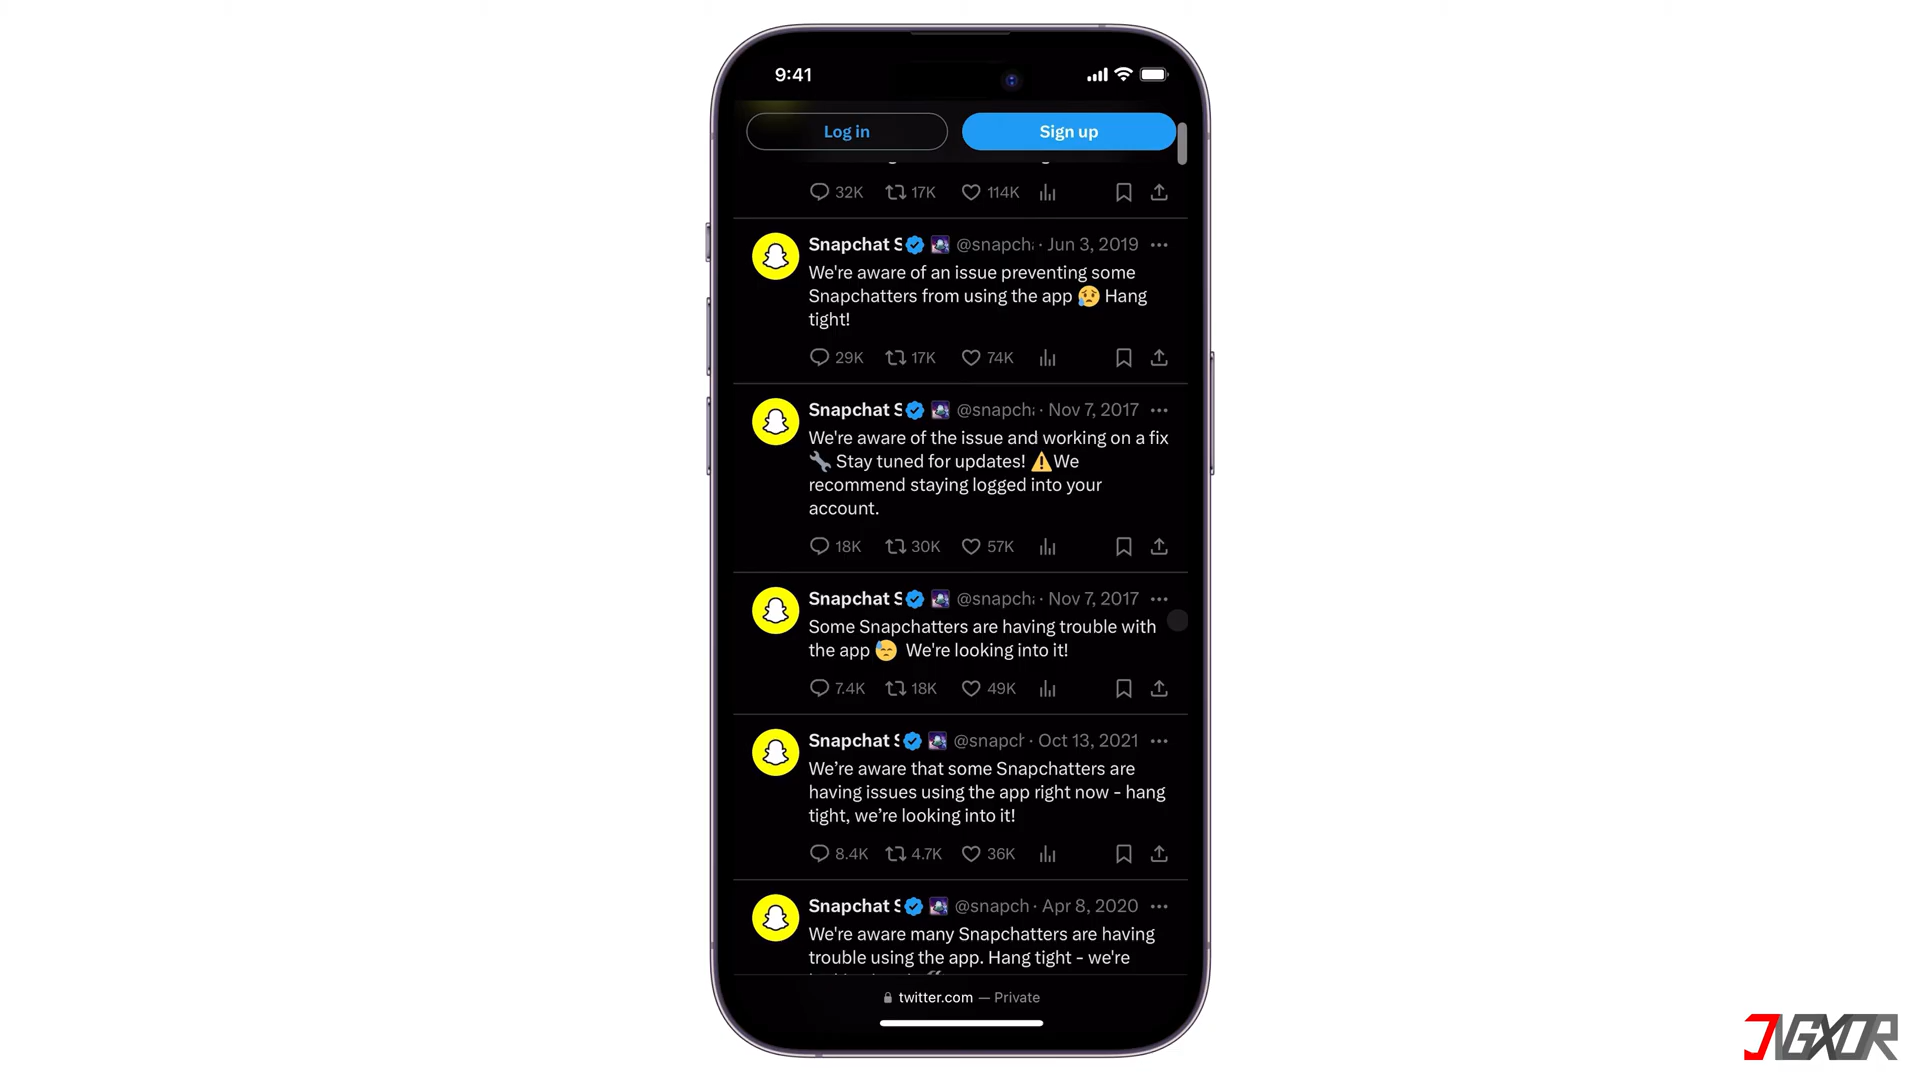 9:41
Log in
Sign up
32K 17K 114K
Snapchat S @snapch · Jun 3, 2019
We're aware of an issue preventing some
Snapchatters from using the app 😥 Hang
tight!
29K 17K 74K
Snapchat S @snapch · Nov 7, 2017
We're aware of the issue and working on a fix
🔧 Stay tuned for updates! ⚠️We
recommend staying logged into your
account.
18K 30K 57K
Snapchat S @snapch · Nov 7, 2017
Some Snapchatters are having trouble with
the app 😓 We're looking into it!
7.4K 18K 49K
Snapchat S @snapch · Oct 13, 2021
We’re aware that some Snapchatters are
having issues using the app right now - hang
tight, we’re looking into it!
8.4K 4.7K 36K
Snapchat S @snapch · Apr 8, 2020
We're aware many Snapchatters are having
trouble using the app. Hang tight - we're
twitter.com — Private
JIGXOR